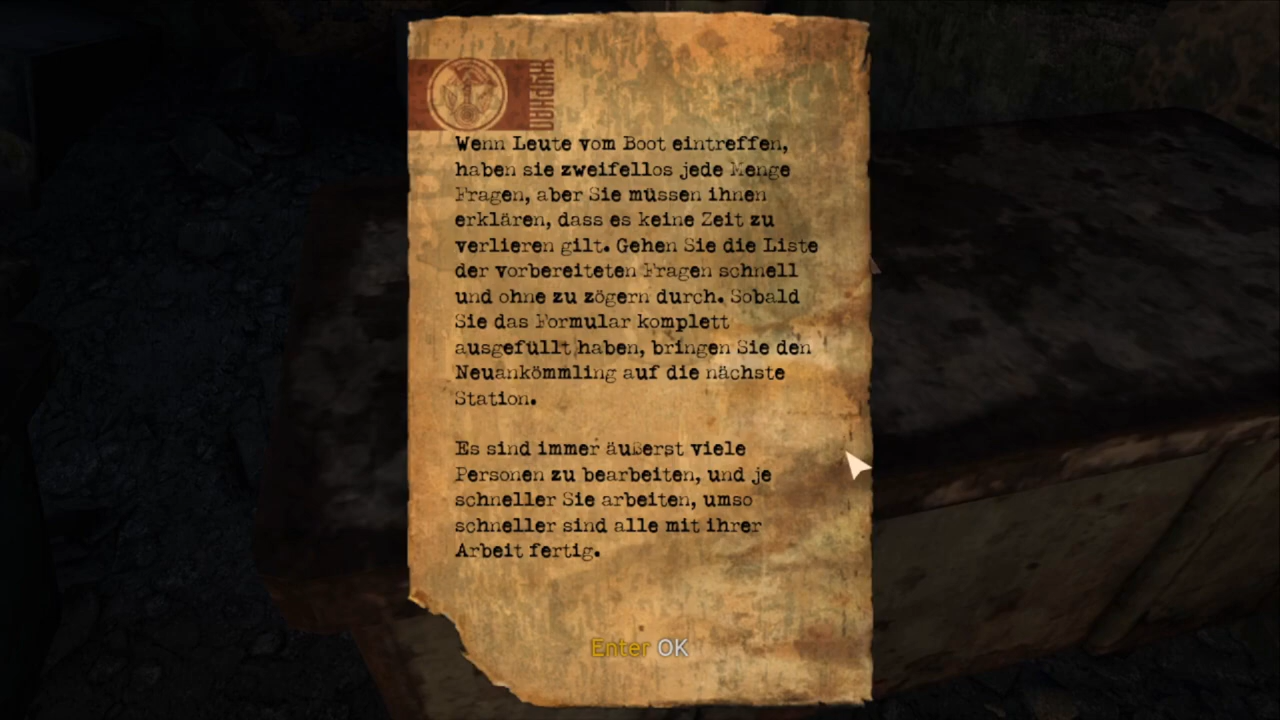 Wenn Leute vom Boot eintreffen,
haben sie zweifellos jede Menge
Fragen, aber Sie müssen ihnen
erklären, dass es keine Zeit zu
verlieren gilt. Gehen Sie die Liste
der vorbereiteten Fragen schnell
und ohne zu zögern durch. Sobald
Sie das Formular komplett
ausgefüllt haben, bringen Sie den
Neuankömmling auf die nächste
Station.
Es sind immer äußerst viele
Personen zu bearbeiten, und je
schneller Sie arbeiten, umso
schneller sind alle mit ihrer
Arbeit fertig.
Enter OK